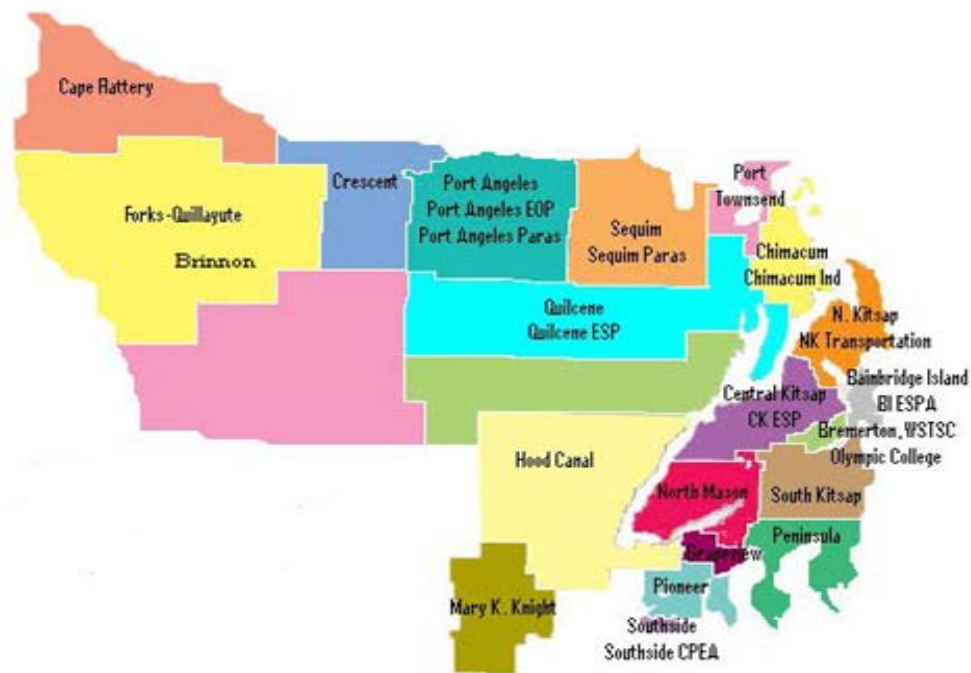 Cape Flattery
Forks-Quillayute
Brinnon
Crescent
Port Angeles
Port Angeles EOP
Port Angeles Paras
Sequim
Sequim Paras
Port
Townsend
Chimacum
Chimacum Ind
Quilcene
Quilcene ESP
N. Kitsap
NK Transportation
Bainbridge Island
BI ESPA
Central Kitsap
CK ESP
Bremerton, WSTSC
Olympic College
Hood Canal
North Mason
South Kitsap
Grapeview
Peninsula
Pioneer
Mary K. Knight
Southside
Southside CPEA